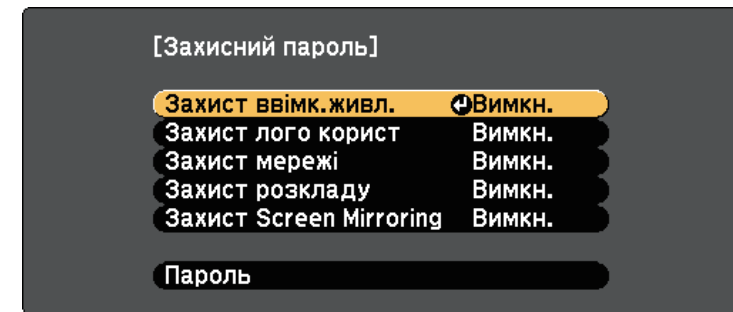 [Захисний пароль]
Захист ввімк.живл. Вимкн.
Захист лого корист Вимкн.
Захист мережі Вимкн.
Захист розкладу Вимкн.
Захист Screen Mirroring Вимкн.
Пароль